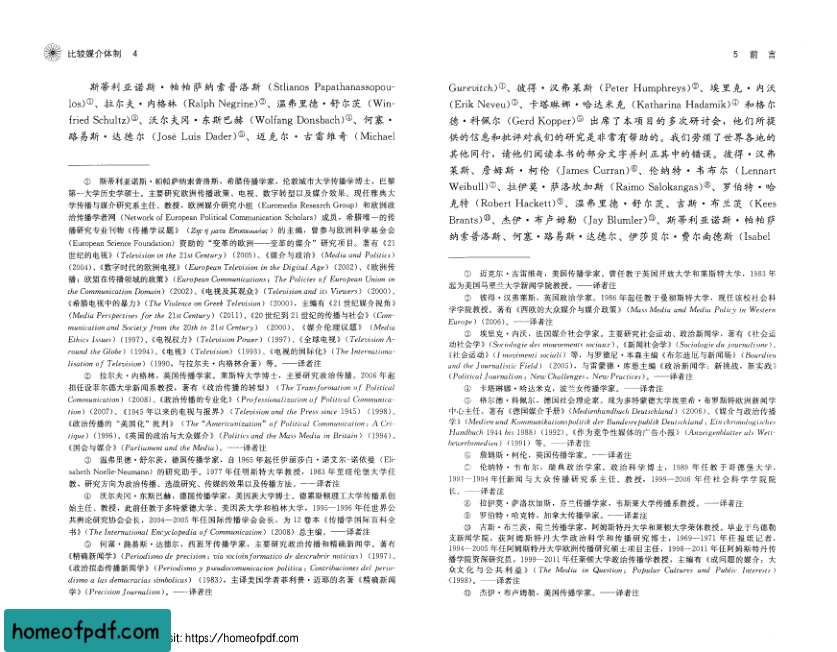 比较媒介体制 4
斯蒂利亚诺斯·帕帕萨纳索普洛斯（Stlianos Papathanassopou-
los)①、拉尔夫·内格林（Ralph Negrine)②、温弗里德·舒尔茨（Win-
fried Schultz)③、沃尔夫冈·东斯巴赫（Wolfang Donsbach)④、何塞·
路易斯·达德尔（José Luis Dader)⑤、迈克尔·古雷维奇（Michael
① 斯蒂利亚诺斯·帕帕萨纳索普洛斯，希腊传播学家，伦敦城市大学传播学博士，巴黎
第一大学历史学硕士。主要研究欧洲传播政策、电视、数字转型以及媒介效果。现任雅典大
学传播与媒介研究系主任、教授，欧洲媒介研究小组（Euromedia Research Group）和欧洲政
治传播学者网（Network of European Political Communication Scholars）成员，希腊唯一的传
播研究专业刊物《传播学议题》（Ζητήματα Επικοινωνίας）的主编，曾参与欧洲科学基金会
（European Science Foundation）资助的“变革的欧洲——变革的媒介”研究项目。著有《21
世纪的电视》（Television in the 21st Century）（2005）、《媒介与政治》（Media and Politics）
（2004）、《数字时代的欧洲电视》（European Television in the Digital Age）（2002）、《欧洲传
播：欧盟在传播领域的政策》（European Communications; The Policies of European Union in
the Communication Domain）（2002）、《电视及其观众》（Television and its Viewers）（2000）、
《希腊电视中的暴力》（The Violence on Greek Television）（2000），主编有《21世纪媒介视角》
（Media Perspectives for the 21st Century）（2011）、《20世纪到21世纪的传播与社会》（Com-
munication and Society from the 20th to 21st Century）（2000）、《媒介伦理议题》（Media
Ethics Issues）（1997）、《电视权力》（Television Power）（1997）、《全球电视》（Television A-
round the Globe）（1994）、《电视》（Television）（1993）、《电视的国际化》（The Internationa-
lisation of Television）（1990，与拉尔夫·内格林合著）等。——译者注
② 拉尔夫·内格林，英国传播学家，莱斯特大学博士，主要研究政治传播。2006年起
担任设菲尔德大学新闻系教授，著有《政治传播的转型》（The Transformation of Political
Communication）（2008）、《政治传播的专业化》（Professionalization of Political Communica-
tion）（2007）、《1945年以来的电视与报界》（Television and the Press since 1945）（1998）、
《政治传播的“美国化”批判》（The “Americanization” of Political Communication; A Cri-
tique）（1996）、《英国的政治与大众媒介》（Politics and the Mass Media in Britain）（1994）、
《国会与媒介》（Parliament and the Media）。——译者注
③ 温弗里德·舒尔茨，德国传播学家，自1965年起任伊丽莎白·诺艾尔-诺依曼（Eli-
sabeth Noelle-Neumann）的研究助手。1977年任明斯特大学教授，1983年至纽伦堡大学任
教，研究方向为政治传播、选战研究、传媒的效果以及传播方法。——译者注
④ 沃尔夫冈·东斯巴赫，德国传播学家，美因茨大学博士。德累斯顿理工大学传播系创
始主任、教授，此前任教于多特蒙德大学、美因茨大学和柏林大学，1995—1996年任世界公
共舆论研究协会会长，2004—2005年任国际传播学会会长，为12卷本《传播学国际百科全
书》（The International Encyclopedia of Communication）（2008）总主编。——译者注
⑤ 何塞·路易斯·达德尔，西班牙传播学家，主要研究政治传播和精确新闻学。著有
《精确新闻学》（Periodismo de precisión: vía socioinformatico de descrubrir noticias）（1997）、
《政治拟态传播新闻学》（Periodismo y pseudocomunicacion politica: Contribuciones del perio-
dismo a las democracias simbolicas）（1983），主译美国学者菲利普·迈耶的名著《精确新闻
学》（Precision Journalism）。——译者注
5 前 言
Gurevitch)①、彼得·汉弗莱斯（Peter Humphreys)②、埃里克·内沃
(Erik Neveu)③、卡塔琳娜·哈达米克（Katharina Hadamik)④ 和格尔
德·科佩尔（Gerd Kopper)⑤ 出席了本项目的多次研讨会，他们所提
供的信息和批评对我们的研究是非常有帮助的。我们劳烦了世界各地的
其他同行，请他们阅读本书的部分文字并纠正其中的错误。彼得·汉弗
莱斯、詹姆斯·柯伦（James Curran)⑥、伦纳特·韦布尔（Lennart
Weibull)⑦、拉伊莫·萨洛坎加斯（Raimo Salokangas)⑧、罗伯特·哈
克特（Robert Hackett)⑨、温弗里德·舒尔茨、吉斯·布兰茨（Kees
Brants)⑩、杰伊·布卢姆勒（Jay Blumler)⑪、斯蒂利亚诺斯·帕帕萨
纳索普洛斯、何塞·路易斯·达德尔、伊莎贝尔·费尔南德斯（Isabel
① 迈克尔·古雷维奇，美国传播学家，曾任教于英国开放大学和莱斯特大学，1983年
起为美国马里兰大学新闻学院教授。——译者注
② 彼得·汉弗莱斯，英国政治学家。1986年起任教于曼彻斯特大学，现任该校社会科
学学院教授。著有《西欧的大众媒介与媒介政策》（Mass Media and Media Policy in Western
Europe）（2006）。——译者注
③ 埃里克·内沃，法国媒介社会学家，主要研究社会运动、政治新闻学，著有《社会运
动社会学》（Sociologie des mouvements sociaux）、《新闻社会学》（Sociologie du journalisme）、
《社会运动》（I movimenti sociali）等，与罗德尼·本森主编《布尔迪厄与新闻场》（Bourdieu
and the Journalistic Field）（2005），与雷蒙德·库恩主编《政治新闻学：新挑战、新实践》
（Political Journalism; New Challenges, New Practices）。——译者注
④ 卡塔琳娜·哈达米克，波兰女传播学家。——译者注
⑤ 格尔德·科佩尔，德国社会理论家，现为多特蒙德大学埃里希·布罗斯特欧洲新闻学
中心主任。著有《德国媒介手册》（Medienhandbuch Deutschland）（2006）、《媒介与政治传播
学》（Medien und Kommunikationspolitik der Bundesrepublik Deutschland; Ein chronologisches
Handbuch 1944 bis 1988）（1992）、《作为竞争性媒体的广告小报》（Anzeigenblatter als Wett-
bewerbsmedien）（1991）等。——译者注
⑥ 詹姆斯·柯伦，英国传播学家。——译者注
⑦ 伦纳特·韦布尔，瑞典政治学家、政治科学博士，1989年任教于哥德堡大学，
1991—1994年任新闻与大众传播研究系主任、教授，1999—2006年任社会科学学院院
长。——译者注
⑧ 拉伊莫·萨洛坎加斯，芬兰传播学家，韦斯莱大学传播系教授。——译者注
⑨ 罗伯特·哈克特，加拿大传播学家。——译者注
⑩ 吉斯·布兰茨，荷兰传播学家，阿姆斯特丹大学和莱顿大学荣休教授。毕业于乌德勒
支新闻学院，获阿姆斯特丹大学政治学科和传播研究博士，1969—1971年任报纸记者，
1994—2005年任阿姆斯特丹大学欧洲传播研究硕士项目主任，1998—2011年任阿姆斯特丹传
播学院资深研究员，1999—2011年任莱顿大学政治传播学教授，主编有《成问题的媒介：大
众文化与公共利益》（The Media in Question: Popular Cultures and Public Interests）
（1998）。——译者注
⑪ 杰伊·布卢姆勒，美国传播学家。——译者注
homeofpdf.com
sit: https://homeofpdf.com